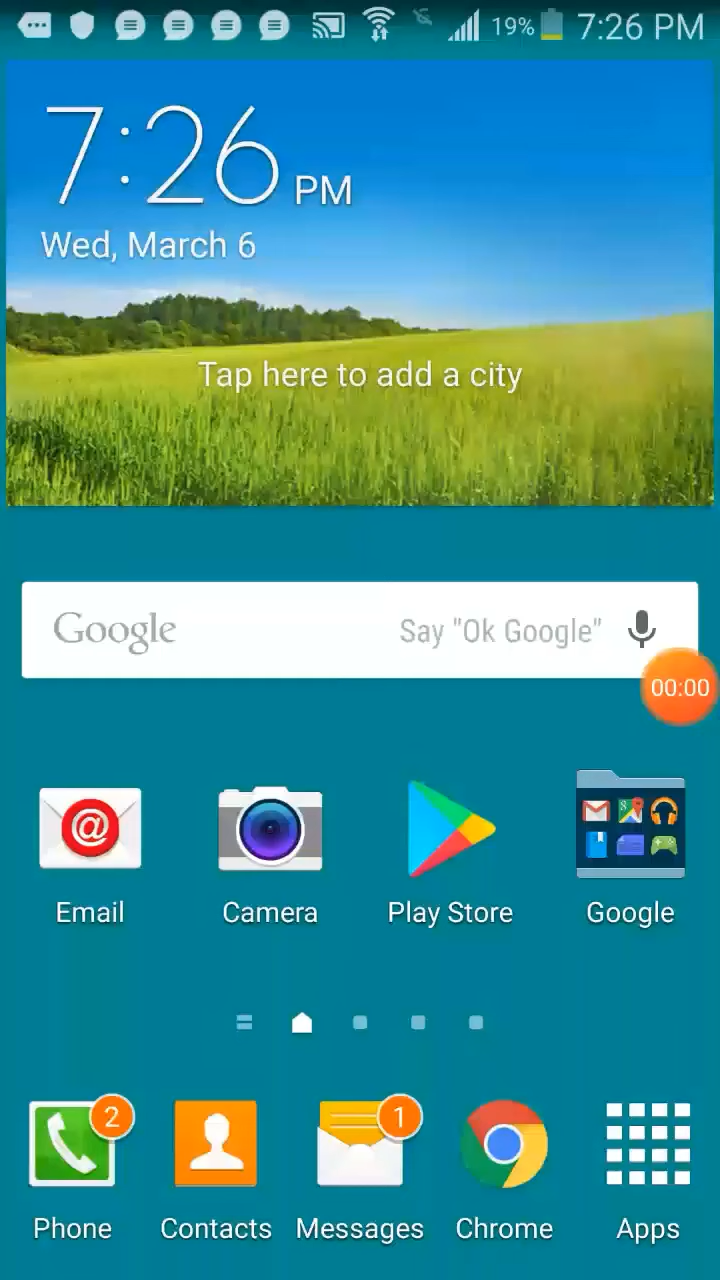 19% 7:26 PM
7:26 PM
Wed, March 6
Tap here to add a city
Google Say "Ok Google"
00:00
@
Email Camera Play Store Google
2 1
Phone Contacts Messages Chrome Apps